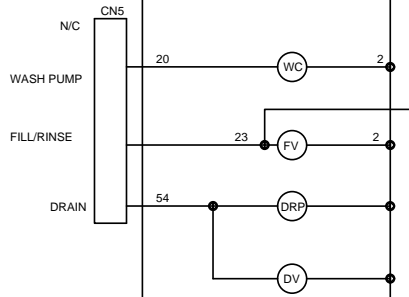 CN5
N/C
20
WC
2
WASH PUMP
FILL/RINSE
23
FV
2
DRAIN
54
DRP
DV